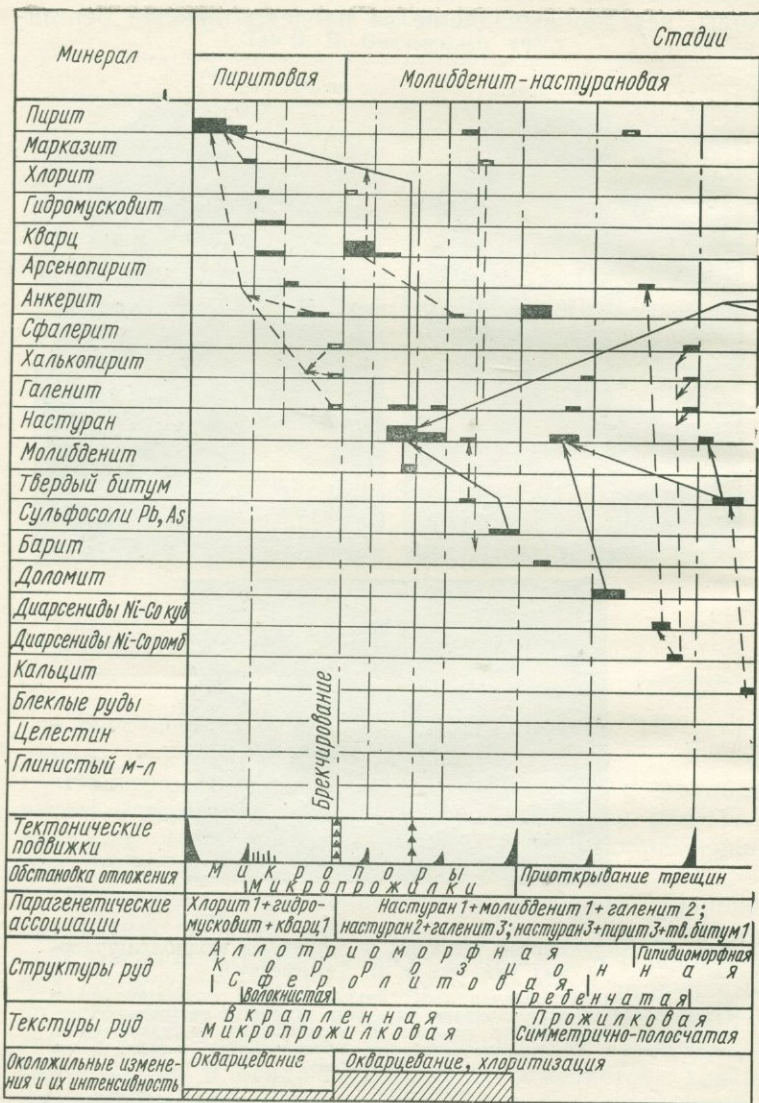 Минерал
Стадии
Пиритовая
Молибденит-настурановая
Пирит
Марказит
Хлорит
Гидромусковит
Кварц
Арсенопирит
Анкерит
Сфалерит
Халькопирит
Галенит
Настуран
Молибденит
Твердый битум
Сульфосоли Pb, As
Барит
Доломит
Диарсениды Ni-Co куб
Диарсениды Ni-Co ромб
Кальцит
Блеклые руды
Целестин
Глинистый м-л
Брекчирование
Тектонические
подвижки
Обстановка отложения
Микропоры
Микропрожилки
Приоткрывание трещин
Парагенетические
ассоциации
Хлорит 1 + гидро-
мусковит + кварц 1
Настуран 1 + молибденит 1 + галенит 2;
настуран 2 + галенит 3; настуран 3 + пирит 3 + тв. битум 1
Структуры руд
Аллотриоморфная
Гипидиоморфная
Коррозионная
Сферолитовая
Волокнистая
Гребенчатая
Текстуры руд
Вкрапленная
Микропрожилковая
Прожилковая
Симметрично-полосчатая
Околожильные измене-
ния и их интенсивность
Окварцевание
Окварцевание, хлоритизация